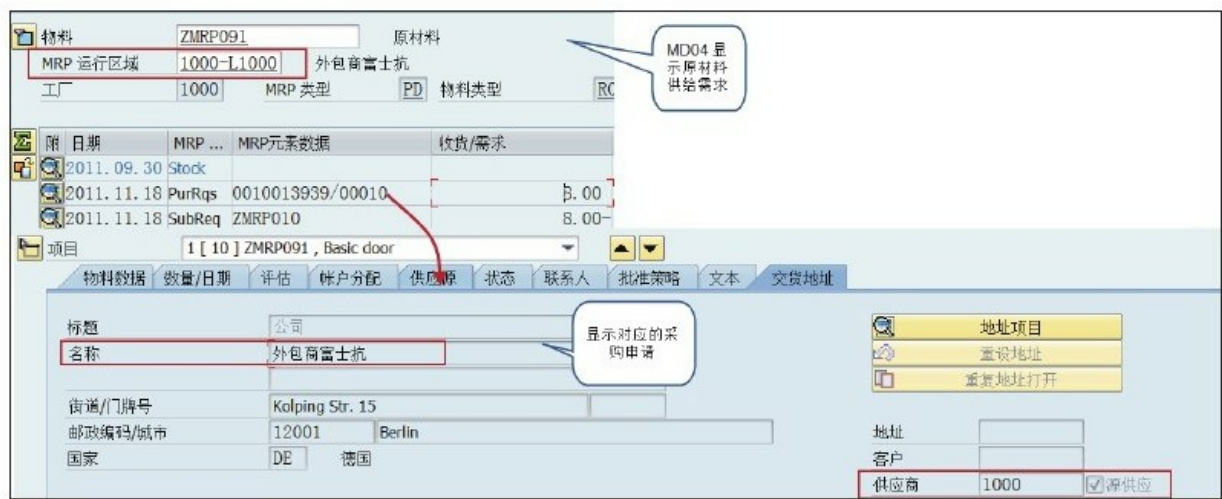 物料 ZMRP091 原材料
MRP 运行区域 1000-L1000 外包商富士抗
工厂 1000 MRP 类型 PD 物料类型
MD04 显
示原材料
供给需求
附 日期 MRP ... MRP元素数据 收货/需求
2011.09.30 Stock
2011.11.18 PurRqs 0010013939/00010 8.00
2011.11.18 SubReq ZMRP010 8.00-
项目 1 [ 10 ] ZMRP091 , Basic door
物料数据 数量/日期 评估 帐户分配 供应源 状态 联系人 批准策略 文本 交货地址
标题 公司
名称 外包商富士抗
显示对应的采
购申请
地址项目
重设地址
重复地址打开
街道/门牌号 Kolping Str. 15
邮政编码/城市 12001 Berlin
国家 DE 德国
地址
客户
供应商 1000 源供应